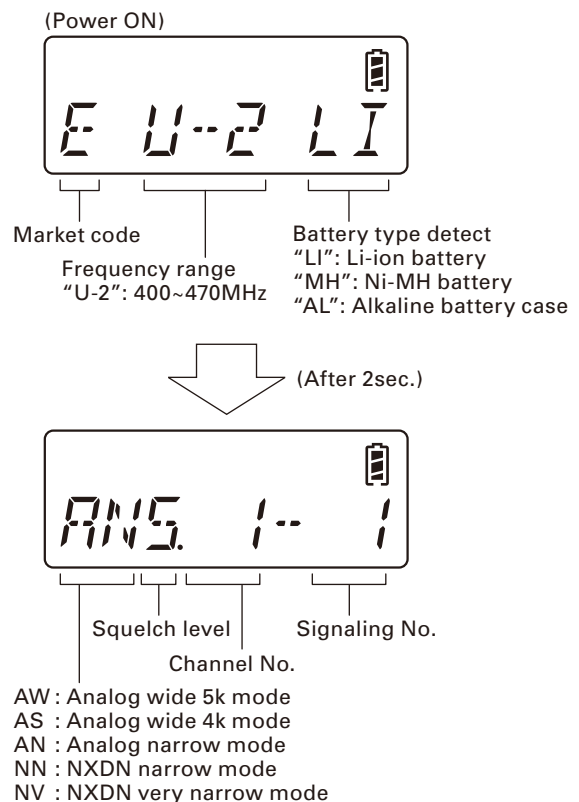 (Power ON)
E U-2 LI
Market code
Frequency range
“U-2”: 400~470MHz
Battery type detect
“LI”: Li-ion battery
“MH”: Ni-MH battery
“AL”: Alkaline battery case
(After 2sec.)
AN5. 1-- 1
Squelch level
Signaling No.
Channel No.
AW : Analog wide 5k mode
AS : Analog wide 4k mode
AN : Analog narrow mode
NN : NXDN narrow mode
NV : NXDN very narrow mode